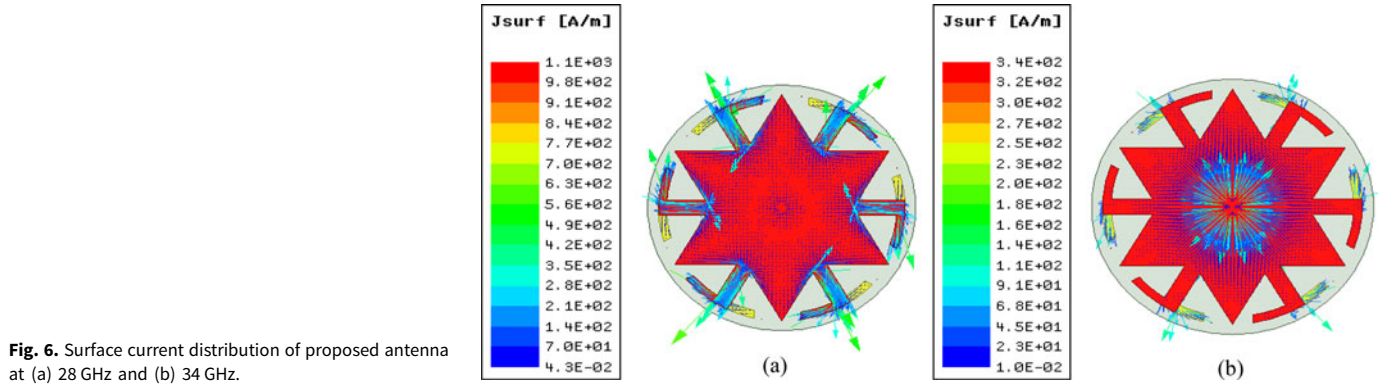 Jsurf [A/m]
1.1E+03
9.8E+02
9.1E+02
8.4E+02
7.7E+02
7.0E+02
6.3E+02
5.6E+02
4.9E+02
4.2E+02
3.5E+02
2.8E+02
2.1E+02
1.4E+02
7.0E+01
4.3E-02
(a)
Jsurf [A/m]
3.4E+02
3.2E+02
3.0E+02
2.7E+02
2.5E+02
2.3E+02
2.0E+02
1.8E+02
1.6E+02
1.4E+02
1.1E+02
9.1E+01
6.8E+01
4.5E+01
2.3E+01
1.0E-02
(b)
Fig. 6. Surface current distribution of proposed antenna
at (a) 28 GHz and (b) 34 GHz.